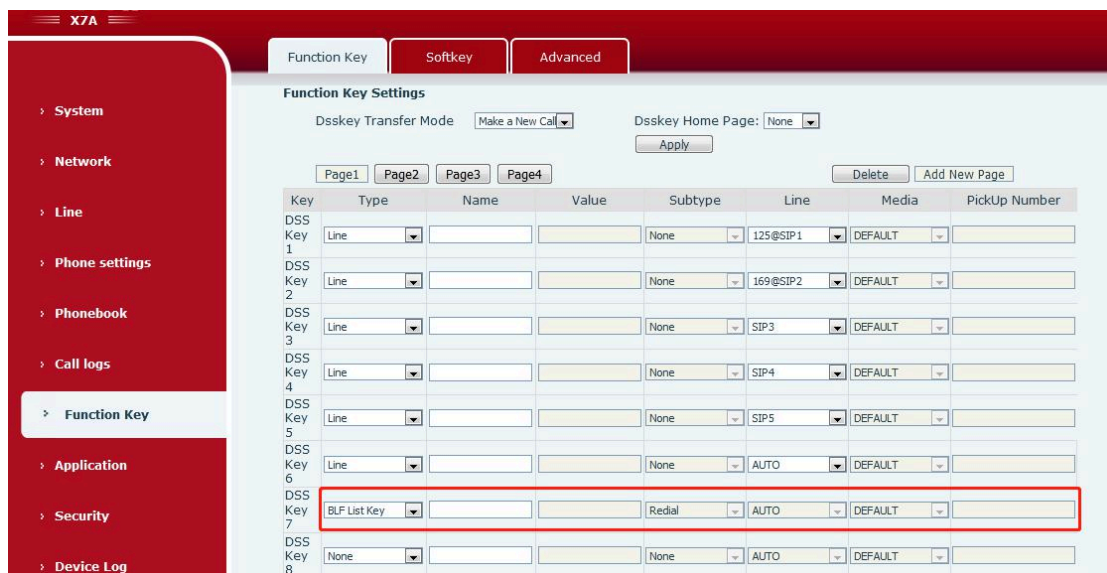 X7A
Function Key Softkey Advanced
Function Key Settings
Dsskey Transfer Mode Make a New Call Dsskey Home Page: None
Apply
Page1 Page2 Page3 Page4 Delete Add New Page
Key Type Name Value Subtype Line Media PickUp Number
DSS Key 1 Line None 125@SIP1 DEFAULT
DSS Key 2 Line None 169@SIP2 DEFAULT
DSS Key 3 Line None SIP3 DEFAULT
DSS Key 4 Line None SIP4 DEFAULT
DSS Key 5 Line None SIP5 DEFAULT
DSS Key 6 Line None AUTO DEFAULT
DSS Key 7 BLF List Key Redial AUTO DEFAULT
DSS Key 8 None None AUTO DEFAULT
› System
› Network
› Line
› Phone settings
› Phonebook
› Call logs
› Function Key
› Application
› Security
› Device Log